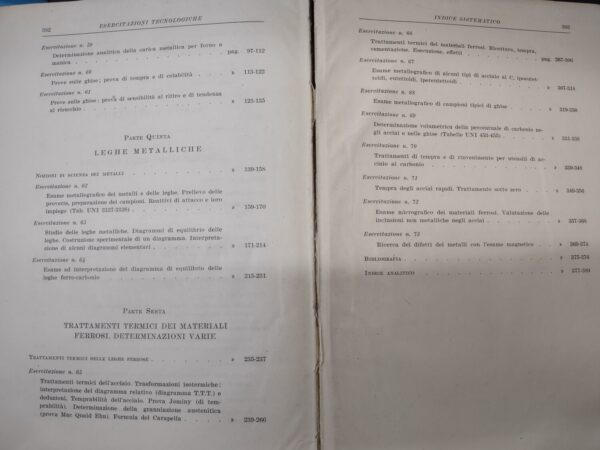 392 ESERCITAZIONI TECNOLOGICHE
Esercitazione n. 59
Determinazione analitica della carica metallica per forno a
manica . . . pag. 97-112
Esercitazione n. 60
Prove sulle ghise; prova di tempra e di colabilità . . . » 113-122
Esercitazione n. 61
Prove sulle ghise: prova di sensibilità al ritiro e di tendenza
al risucchio . . . » 123-135
PARTE QUINTA
LEGHE METALLICHE
NOZIONI DI SCIENZA DEI METALLI . . . » 139-158
Esercitazione n. 62
Esame metallografico dei metalli e delle leghe. Prelievo delle
provette, preparazione dei campioni. Reattivi di attacco e loro
impiego (Tab. UNI 3137-3138) . . . » 159-170
Esercitazione n. 63
Studio delle leghe metalliche. Diagrammi di equilibrio delle
leghe. Costruzione sperimentale di un diagramma. Interpreta-
zione di alcuni diagrammi elementari . . . » 171-214
Esercitazione n. 64
Esame ed interpretazione del diagramma di equilibrio delle
leghe ferro-carbonio . . . » 215-231
PARTE SESTA
TRATTAMENTI TERMICI DEI MATERIALI
FERROSI. DETERMINAZIONI VARIE
TRATTAMENTI TERMICI DELLE LEGHE FERROSE . . . » 235-237
Esercitazione n. 65
Trattamenti termici dell'acciaio. Trasformazioni isotermiche;
interpretazione del diagramma relativo (diagramma T.T.T.) e
deduzioni. Temprabilità dell'acciaio. Prova Jominy (di tem-
prabilità). Determinazione della granulazione austenitica
(prova Mac Quaid Ehn). Formula del Carapella . . . » 239-266
INDICE SISTEMATICO 393
Esercitazione n. 66
Trattamenti termici dei materiali ferrosi. Ricottura, tempra,
cementazione. Esecuzione, effetti . . . pag. 267-306
Esercitazione n. 67
Esame metallografico di alcuni tipi di acciaio al C, ipoeutet-
toidi, eutettoidi, ipereutettoidi . . . » 307-318
Esercitazione n. 68
Esame metallografico di campioni tipici di ghise . . . » 319-330
Esercitazione n. 69
Determinazione volumetrica della percentuale di carbonio ne-
gli acciai e nelle ghise (Tabelle UNI 453-455) . . . »
Esercitazione n. 70
Trattamenti di tempra e di rinvenimento per utensili di ac-
ciaio al carbonio . . . » 339-348
Esercitazione n. 71
Tempra degli acciai rapidi. Trattamento sotto zero . . . » 349-356
Esercitazione n. 72
Esame micrografico dei materiali ferrosi. Valutazione delle
inclusioni non metalliche negli acciai . . . » 357-368
Esercitazione n. 73
Ricerca dei difetti dei metalli con l'esame magnetico . . . » 369-374
BIBLIOGRAFIA . . . » 375-376
INDICE ANALITICO . . . » 377-389